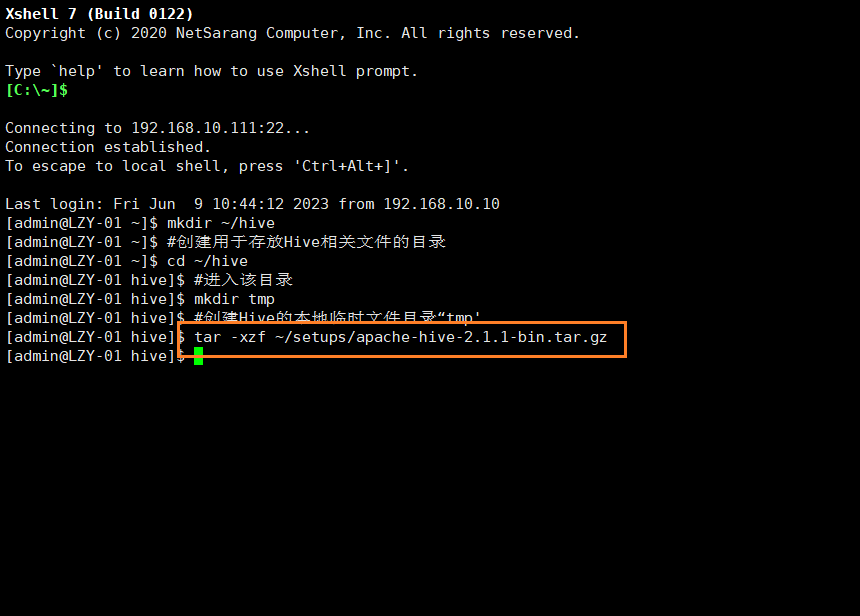 Xshell 7 (Build 0122)
Copyright (c) 2020 NetSarang Computer, Inc. All rights reserved.
Type `help' to learn how to use Xshell prompt.
[C:\~]$
Connecting to 192.168.10.111:22...
Connection established.
To escape to local shell, press 'Ctrl+Alt+]'.
Last login: Fri Jun  9 10:44:12 2023 from 192.168.10.10
[admin@LZY-01 ~]$ mkdir ~/hive
[admin@LZY-01 ~]$ #创建用于存放Hive相关文件的目录
[admin@LZY-01 ~]$ cd ~/hive
[admin@LZY-01 hive]$ #进入该目录
[admin@LZY-01 hive]$ mkdir tmp
[admin@LZY-01 hive]$ #创建Hive的本地临时文件目录“tmp'
[admin@LZY-01 hive]$ tar -xzf ~/setups/apache-hive-2.1.1-bin.tar.gz
[admin@LZY-01 hive]$